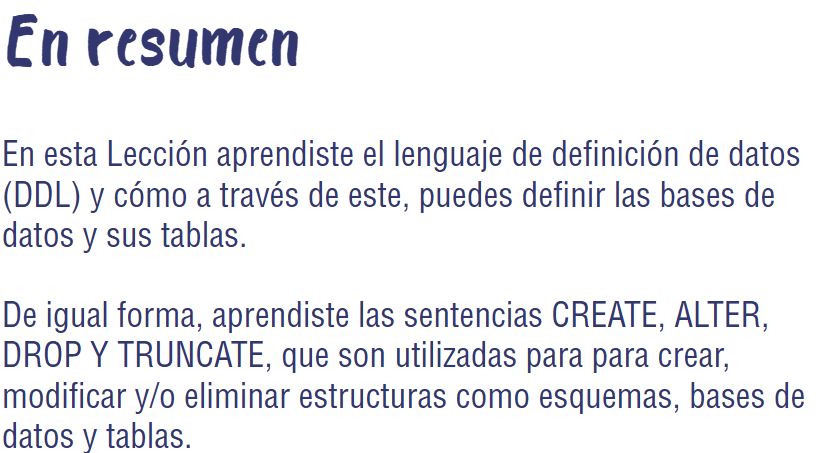 En resumen
En esta Lección aprendiste el lenguaje de definición de datos
(DDL) y cómo a través de este, puedes definir las bases de
datos y sus tablas.
De igual forma, aprendiste las sentencias CREATE, ALTER,
DROP Y TRUNCATE, que son utilizadas para para crear,
modificar y/o eliminar estructuras como esquemas, bases de
datos y tablas.